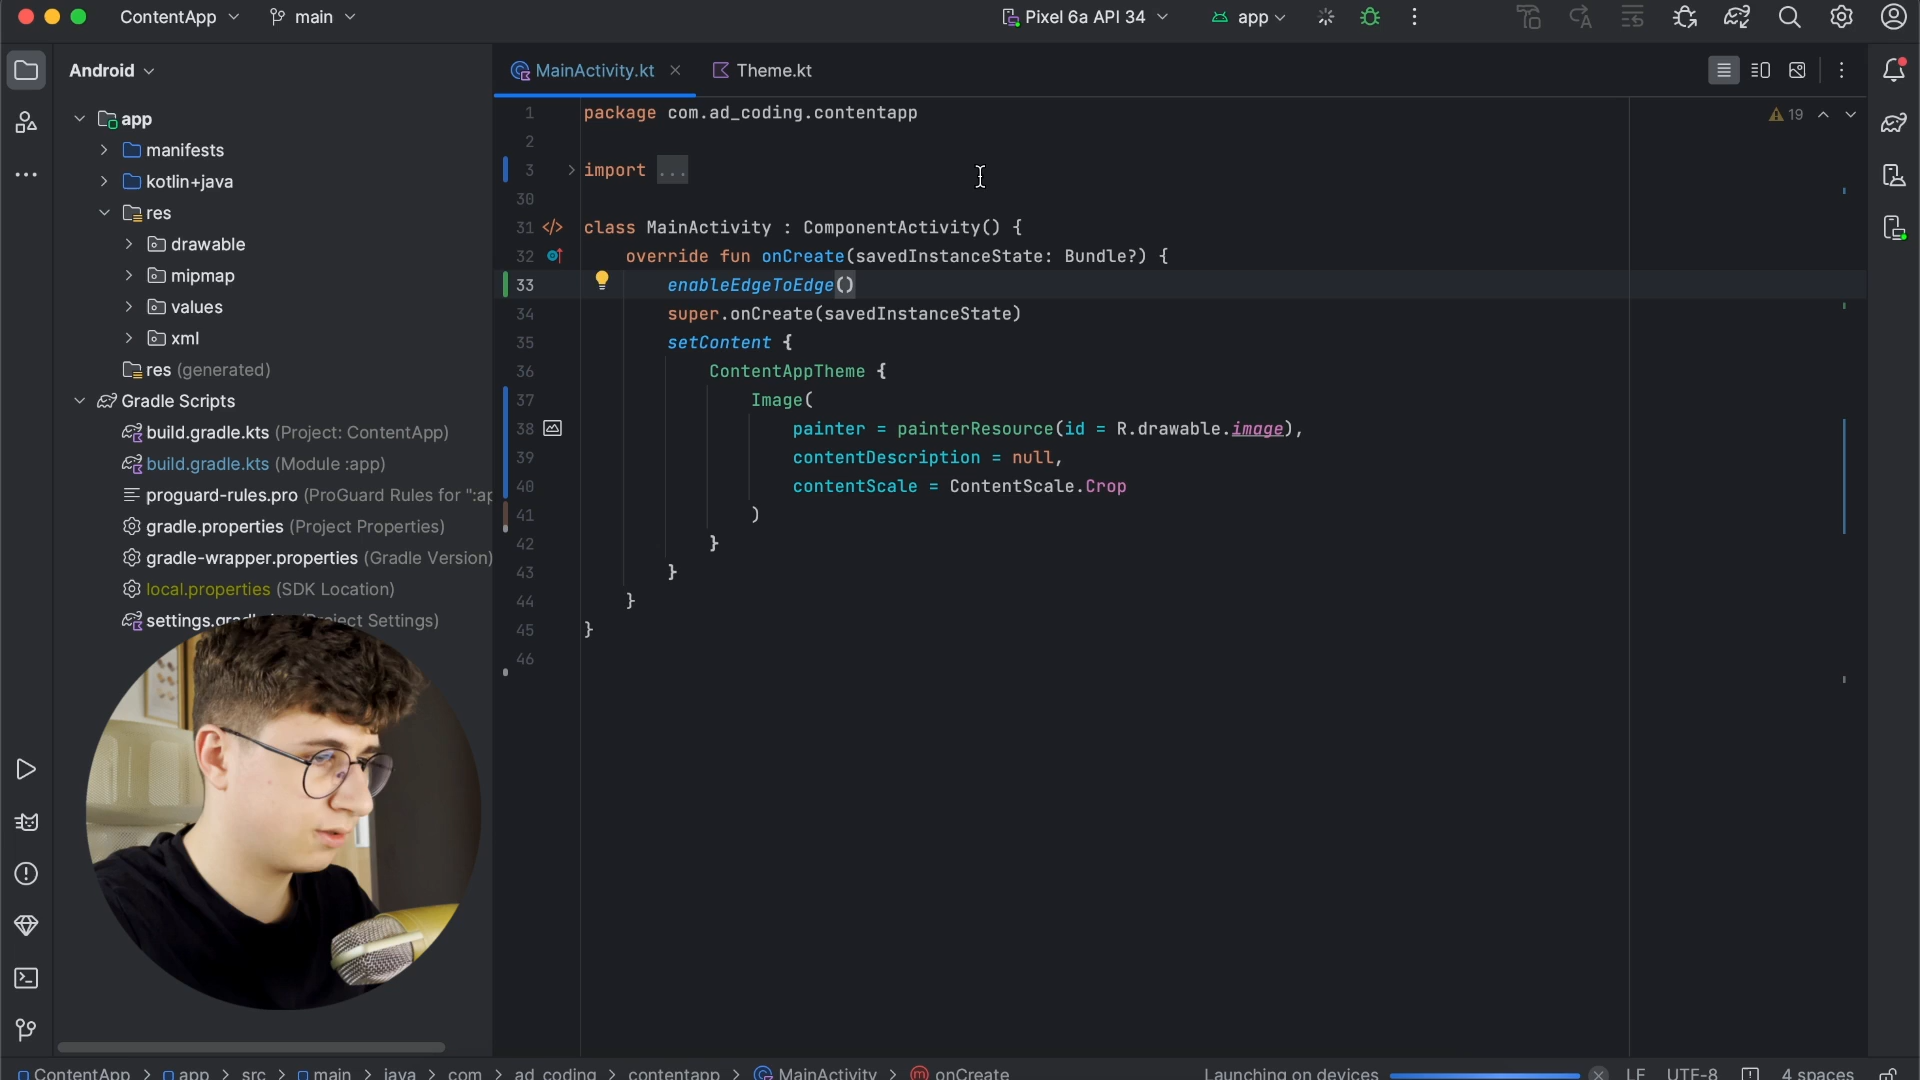 ContentApp
main
Pixel 6a API 34
app
Android
MainActivity.kt
Theme.kt
app
manifests
kotlin+java
res
drawable
mipmap
values
xml
res (generated)
Gradle Scripts
build.gradle.kts (Project: ContentApp)
build.gradle.kts (Module :app)
proguard-rules.pro (ProGuard Rules for ":ap
gradle.properties (Project Properties)
gradle-wrapper.properties (Gradle Version)
local.properties (SDK Location)
Settings)
19
1 package com.ad_coding.contentapp
2
3 import ...
30
31 class MainActivity : ComponentActivity() {
32 override fun onCreate(savedInstanceState: Bundle?) {
33 enableEdgeToEdge()
34 super.onCreate(savedInstanceState)
35 setContent {
36 ContentAppTheme {
37 Image(
38 painter = painterResource(id = R.drawable.image),
39 contentDescription = null,
40 contentScale = ContentScale.Crop
41 )
42 }
43 }
44 }
45 }
46
ContentApp > app > src > main > java > com > ad_coding > contentapp > MainActivity > onCreate
Launching on devices
LF UTF-8 4 spaces